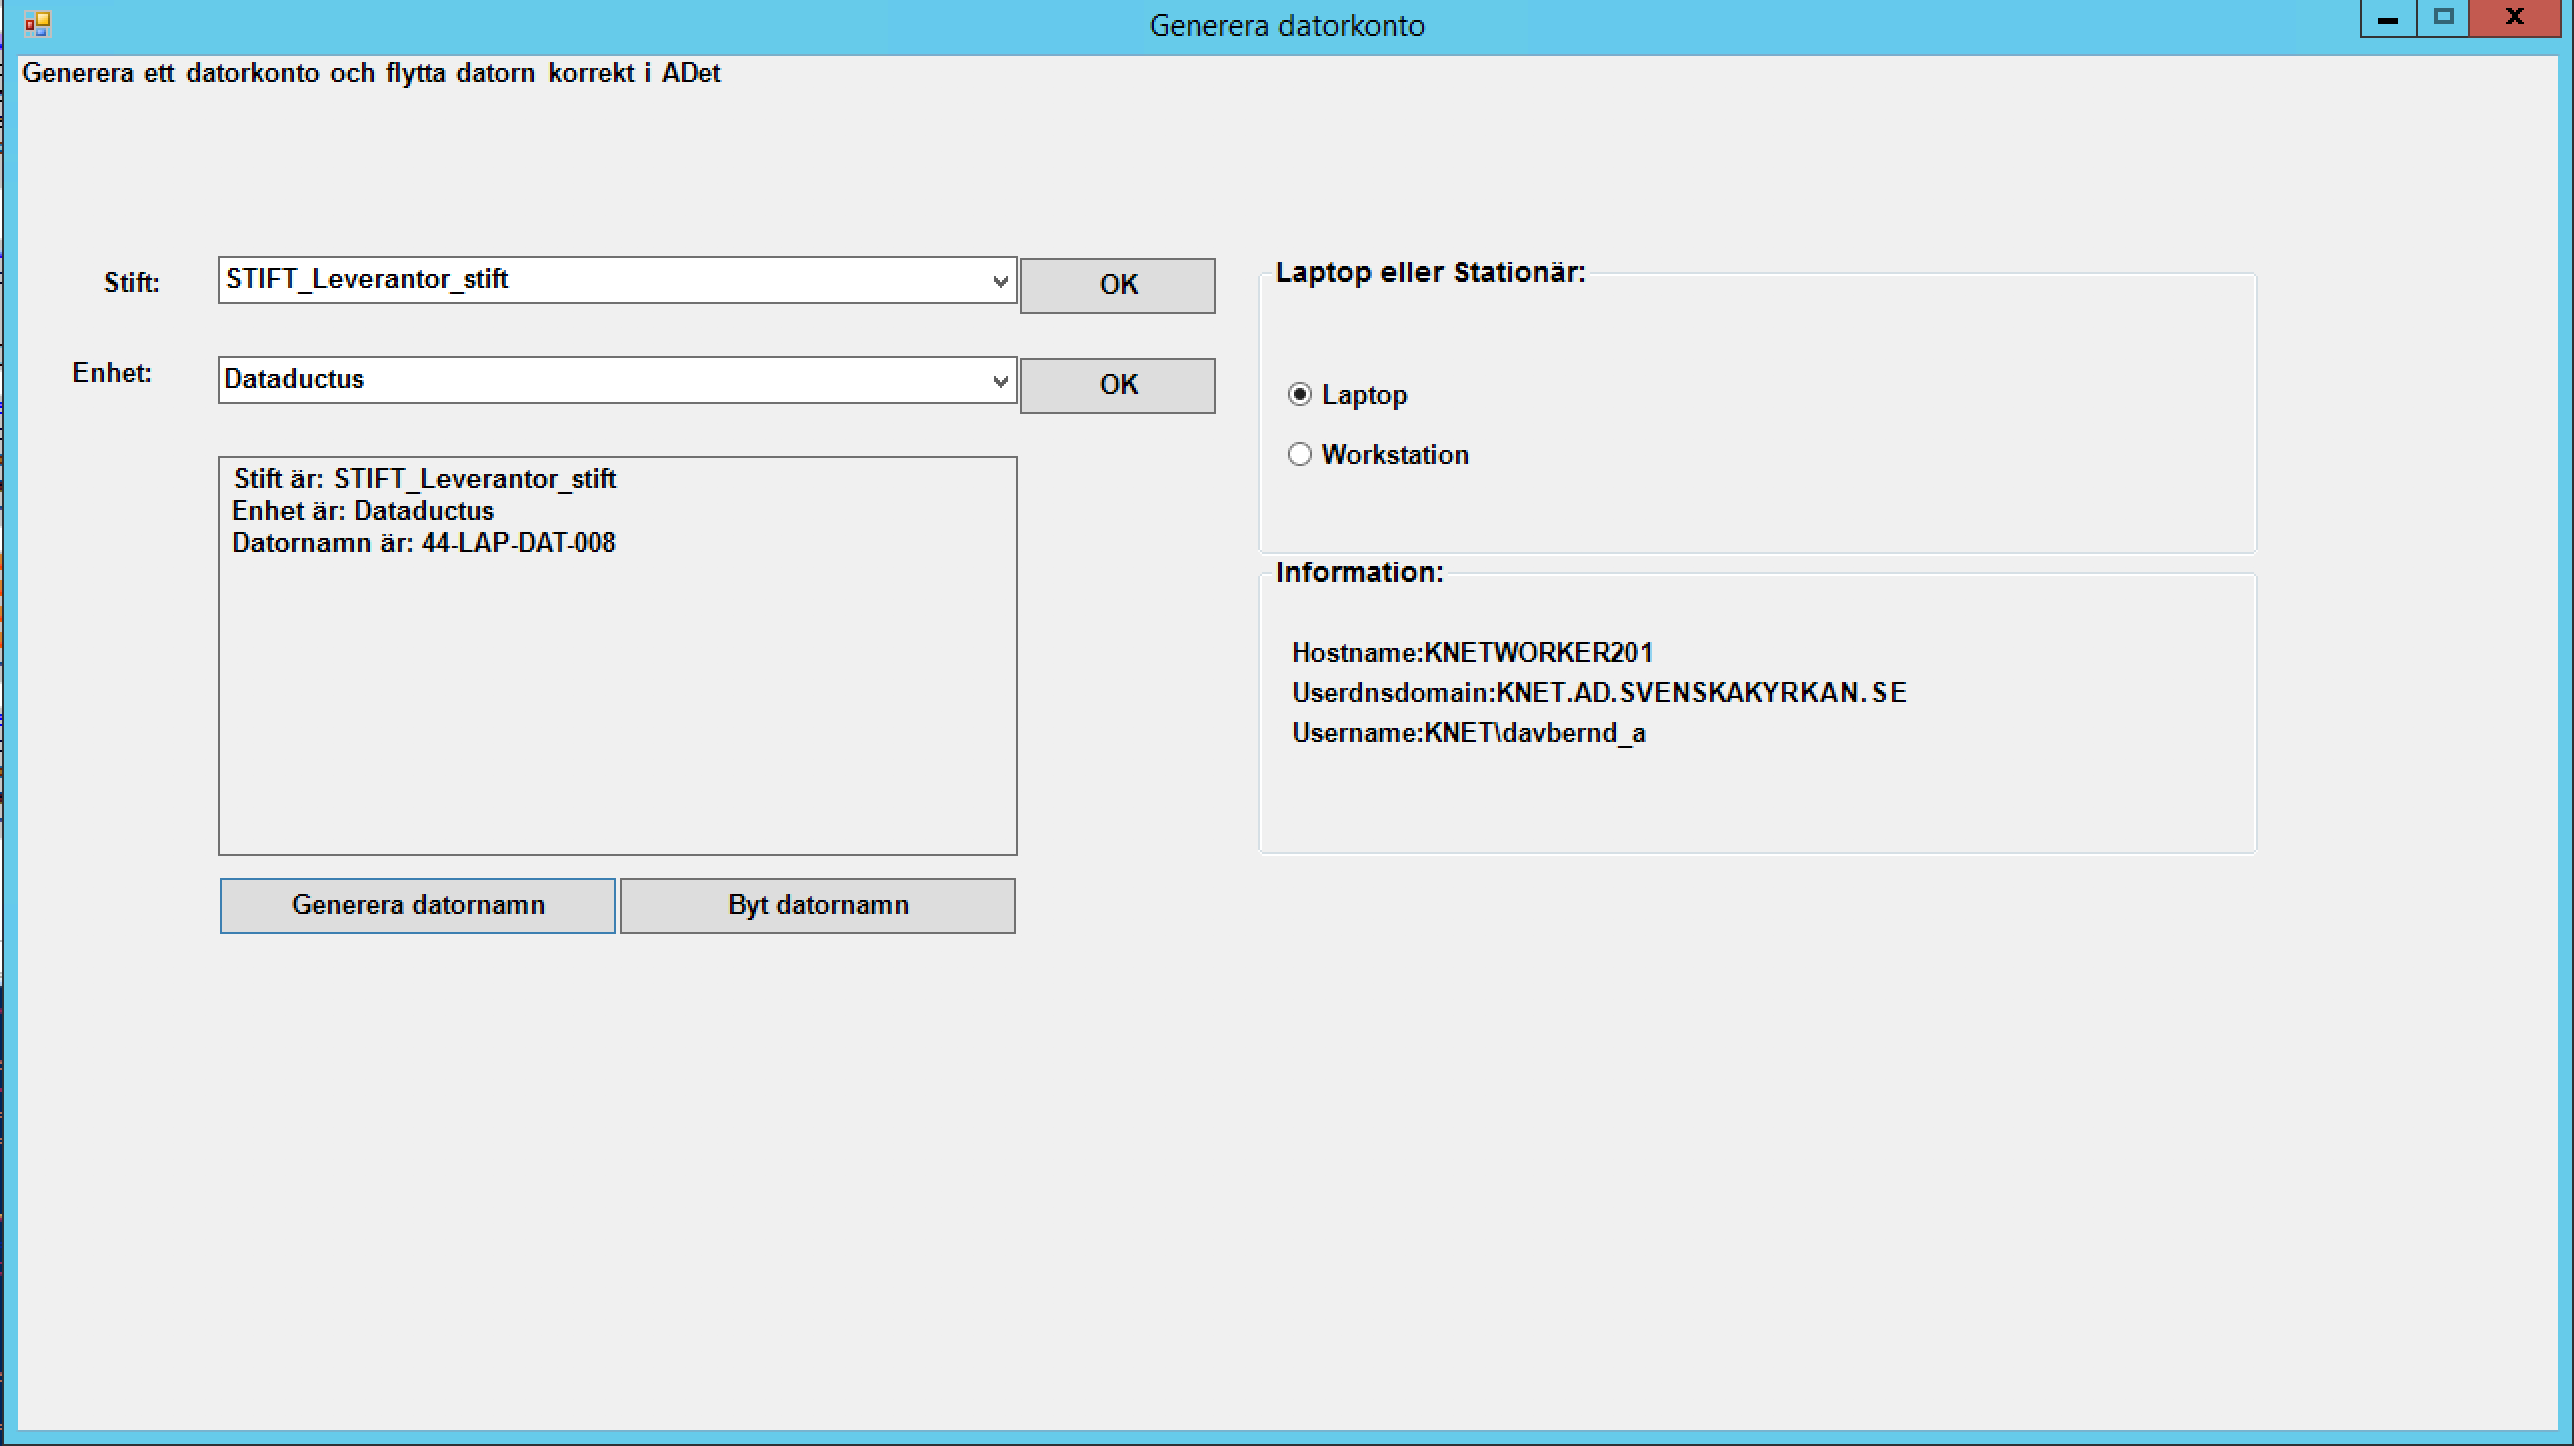 Generera datorkonto
Generera ett datorkonto och flytta datorn korrekt i ADet
Stift:
STIFT_Leverantor_stift
OK
Enhet:
Dataductus
OK
Stift är: STIFT_Leverantor_stift
Enhet är: Dataductus
Datornamn är: 44-LAP-DAT-008
Generera datornamn
Byt datornamn
Laptop eller Stationär:
Laptop
Workstation
Information:
Hostname:KNETWORKER201
Userdnsdomain:KNET.AD.SVENSKAKYRKAN.SE
Username:KNET\davbernd_a